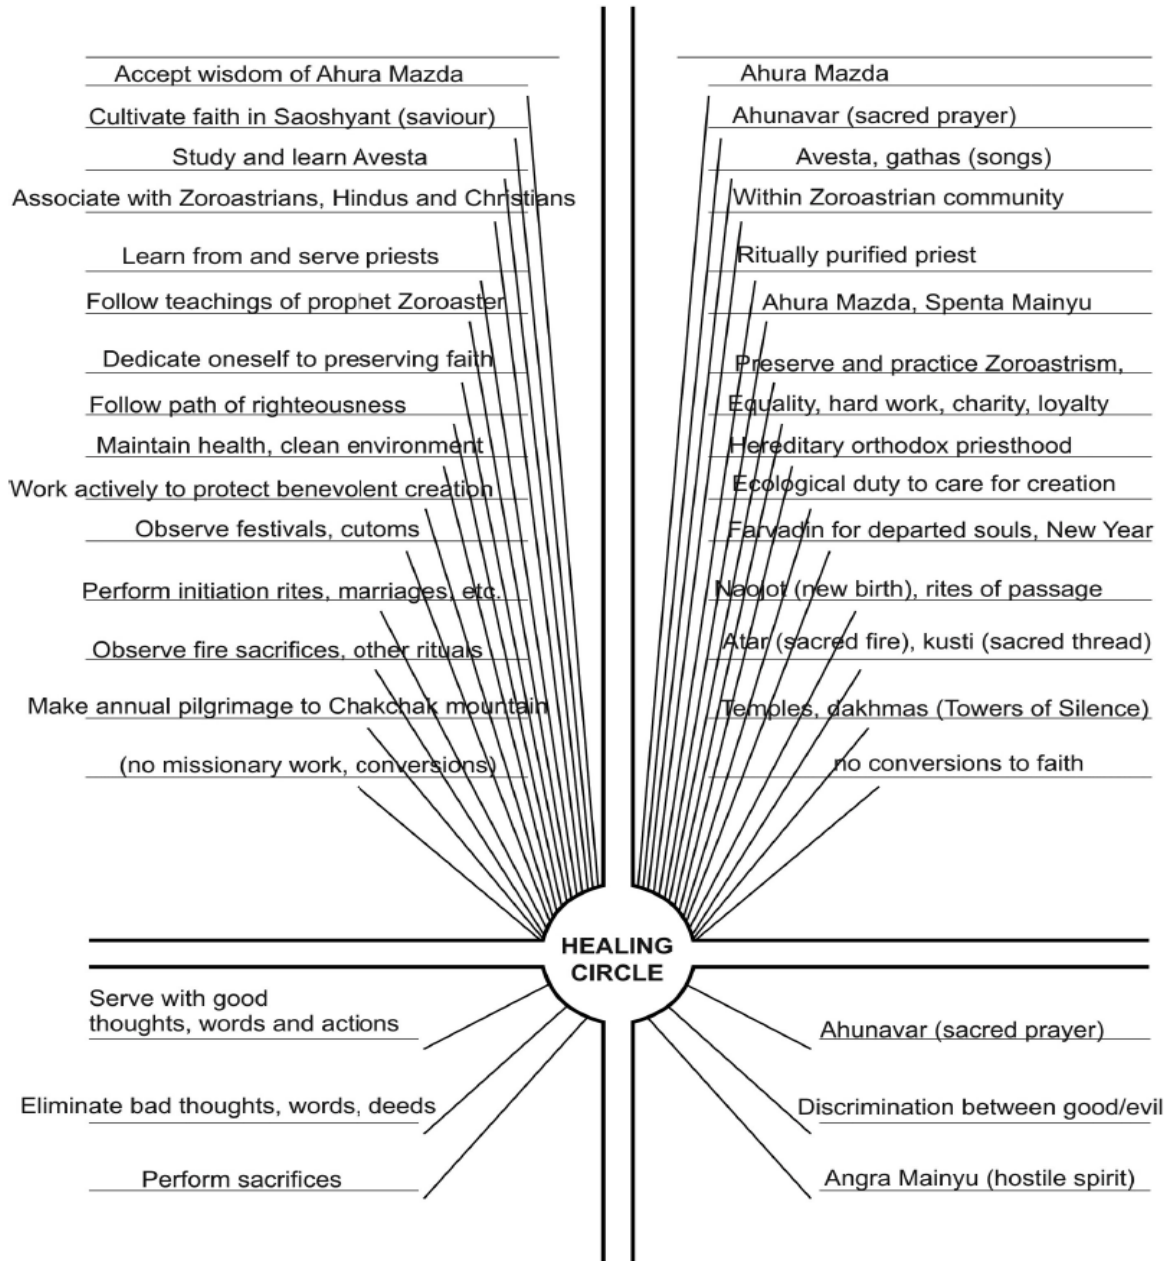 Accept wisdom of Ahura Mazda
Cultivate faith in Saoshyant (saviour)
Study and learn Avesta
Associate with Zoroastrians, Hindus and Christians
Learn from and serve priests
Follow teachings of prophet Zoroaster
Dedicate oneself to preserving faith
Follow path of righteousness
Maintain health, clean environment
Work actively to protect benevolent creation
Observe festivals, cutoms
Perform initiation rites, marriages, etc.
Observe fire sacrifices, other rituals
Make annual pilgrimage to Chakchak mountain
(no missionary work, conversions)
Ahura Mazda
Ahunavar (sacred prayer)
Avesta, gathas (songs)
Within Zoroastrian community
Ritually purified priest
Ahura Mazda, Spenta Mainyu
Preserve and practice Zoroastrism,
Equality, hard work, charity, loyalty
Hereditary orthodox priesthood
Ecological duty to care for creation
Farvadin for departed souls, New Year
Naojot (new birth), rites of passage
Atar (sacred fire), kusti (sacred thread)
Temples, dakhmas (Towers of Silence)
no conversions to faith
HEALING
CIRCLE
Serve with good
thoughts, words and actions
Eliminate bad thoughts, words, deeds
Perform sacrifices
Ahunavar (sacred prayer)
Discrimination between good/evil
Angra Mainyu (hostile spirit)